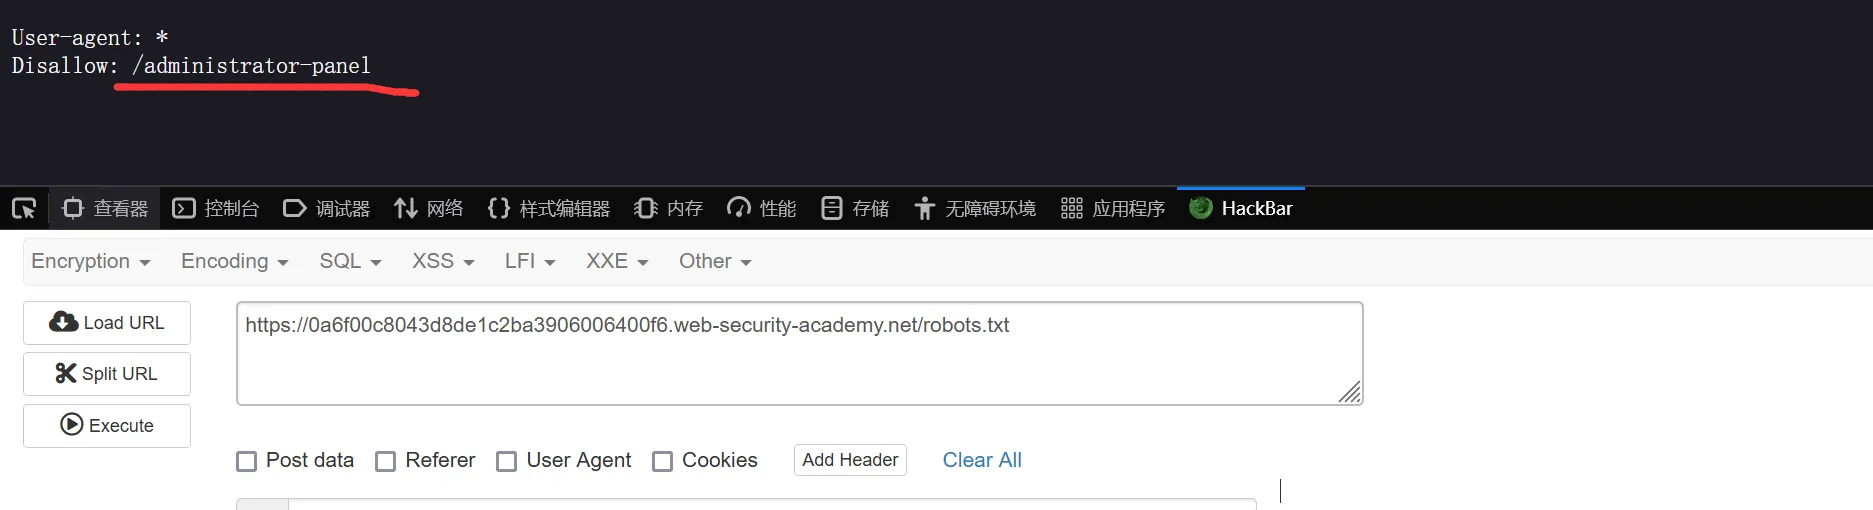 User-agent: *
Disallow: /administrator-panel
查看器 控制台 调试器 网络 样式编辑器 内存 性能 存储 无障碍环境 应用程序 HackBar
Encryption Encoding SQL XSS LFI XXE Other
Load URL
https://0a6f00c8043d8de1c2ba3906006400f6.web-security-academy.net/robots.txt
Split URL
Execute
Post data Referer User Agent Cookies Add Header Clear All